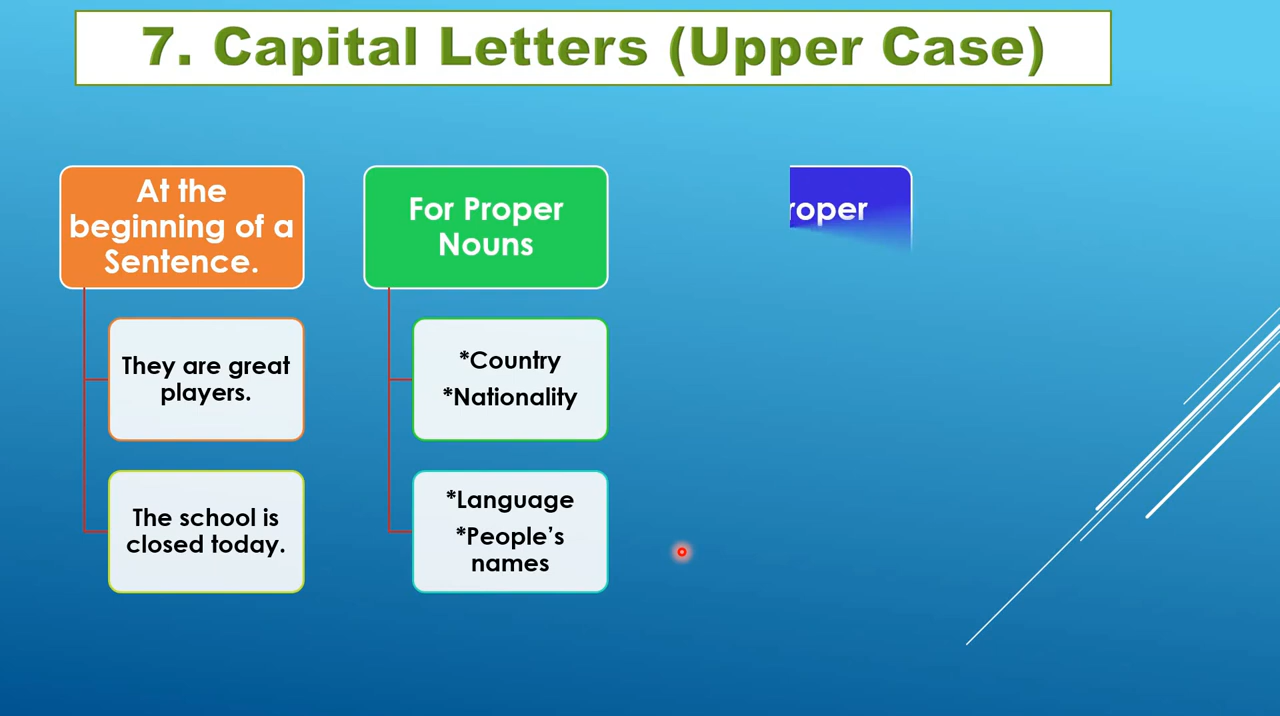 7. Capital Letters (Upper Case)
At the
beginning of a
Sentence.
They are great
players.
The school is
closed today.
For Proper
Nouns
*Country
*Nationality
*Language
*People's
names
roper